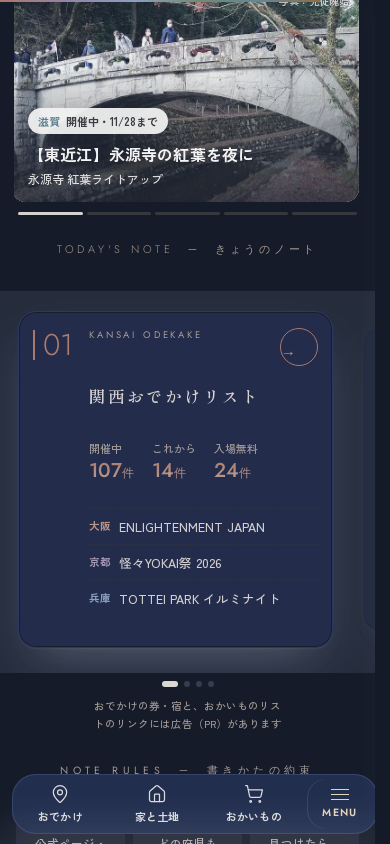 滋賀 開催中・11/28まで
【東近江】永源寺の紅葉を夜に
永源寺 紅葉ライトアップ
TODAY'S NOTE — きょうのノート
01
KANSAI ODEKAKE
→
関西おでかけリスト
開催中 これから 入場無料
107件 14件 24件
大阪 ENLIGHTENMENT JAPAN
京都 怪々YOKAI祭 2026
兵庫 TOTTEI PARK イルミナイト
おでかけの券・宿と、おかいものリス
トのリンクには広告（PR）があります
NOTE RULES — 書きかたの約束
おでかけ 家と土地 おかいもの MENU